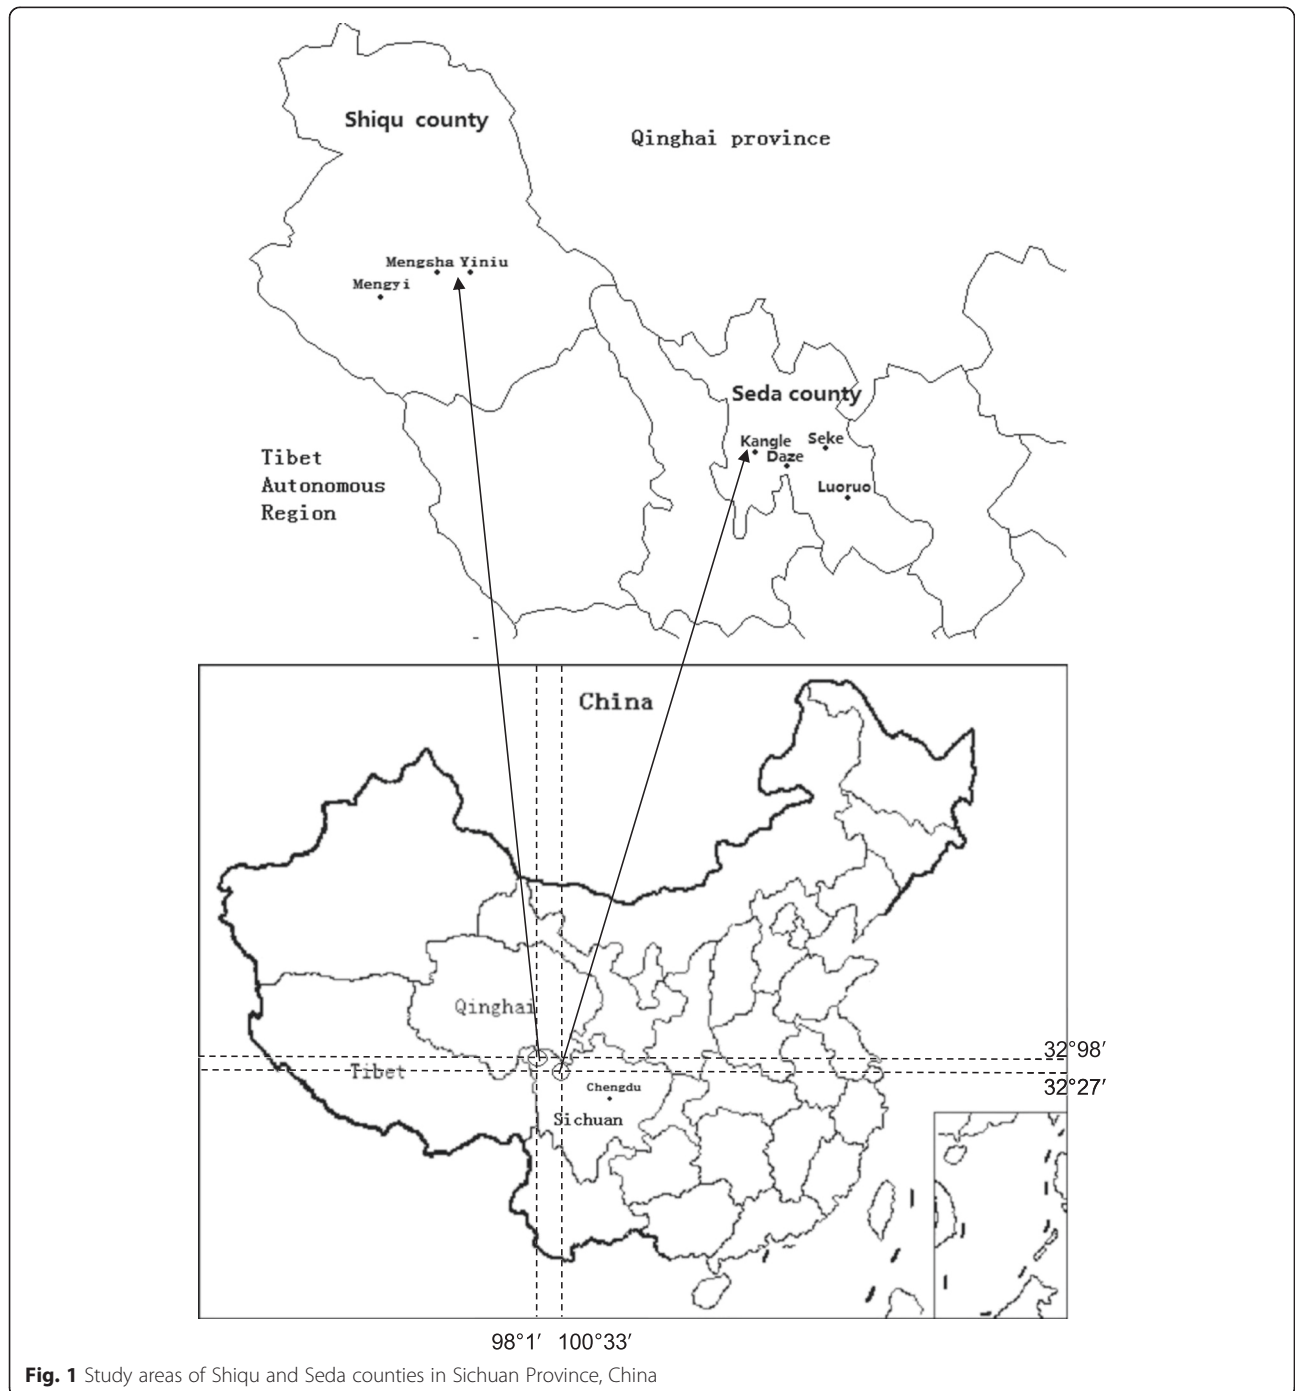 Shiqu county
Qinghai province
Mengsha Yiniu
Mengyi
Seda county
Kangle
Seke
Daze
Luoruo
Tibet
Autonomous
Region
China
Qinghai
Tibet
Chengdu
Sichuan
32°98′
32°27′
98°1′
100°33′
Fig. 1 Study areas of Shiqu and Seda counties in Sichuan Province, China